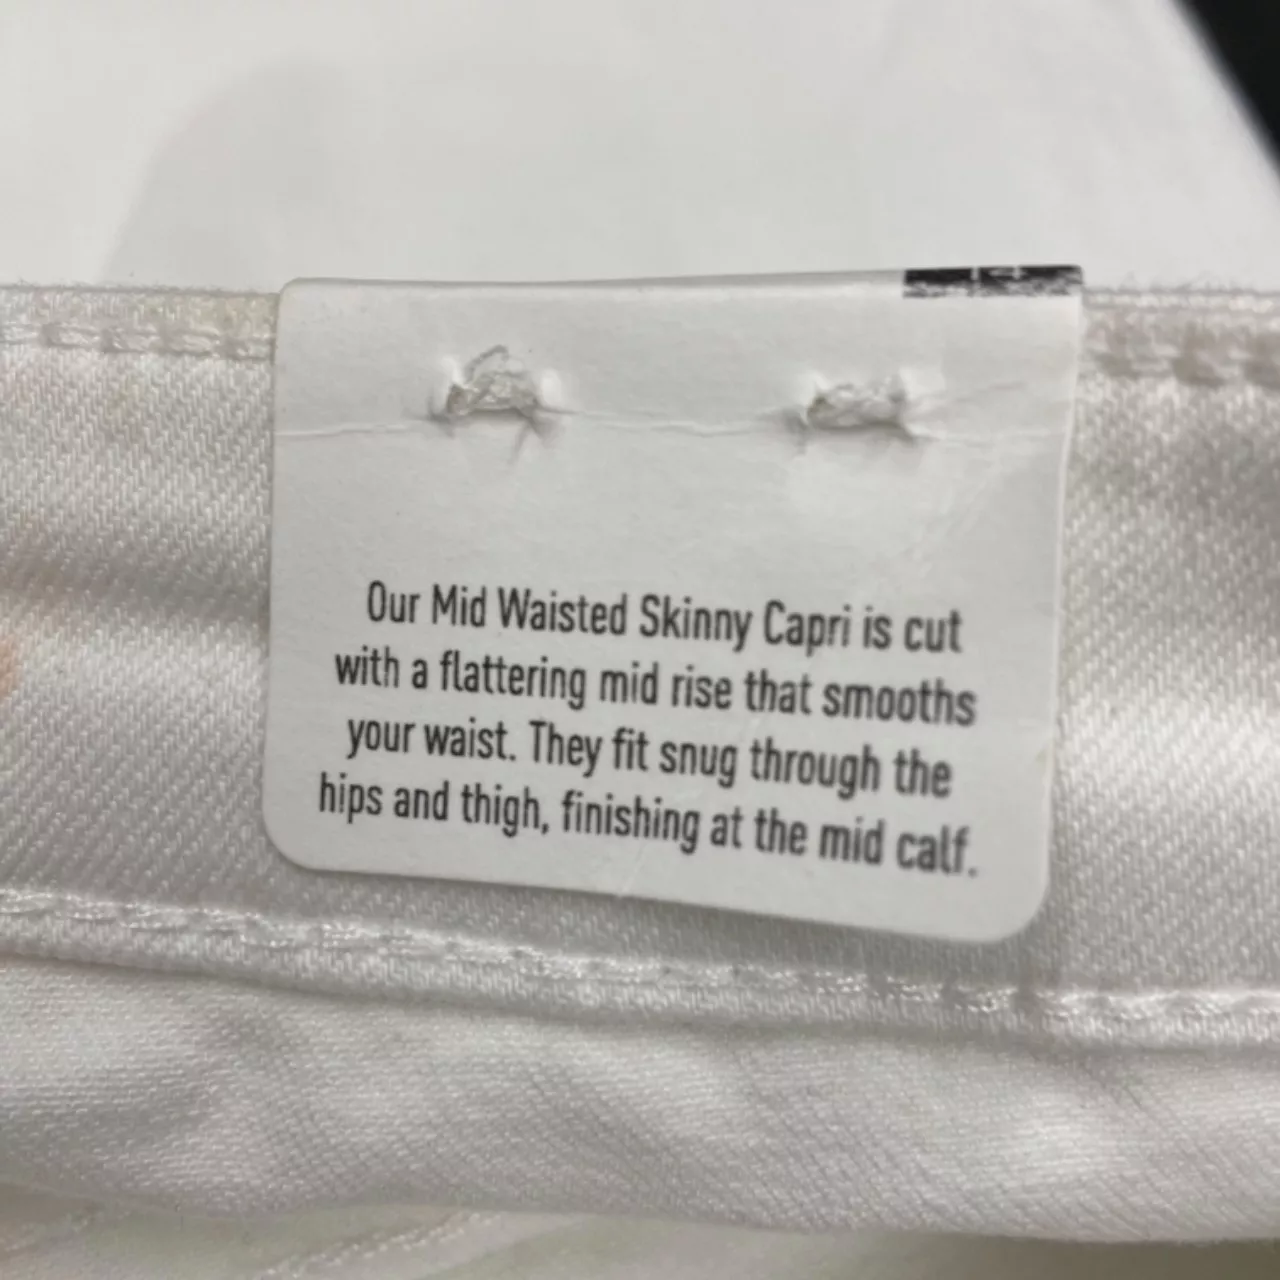 Our Mid Waisted Skinny Capri is cut
with a flattering mid rise that smooths
your waist. They fit snug through the
hips and thigh, finishing at the mid calf.